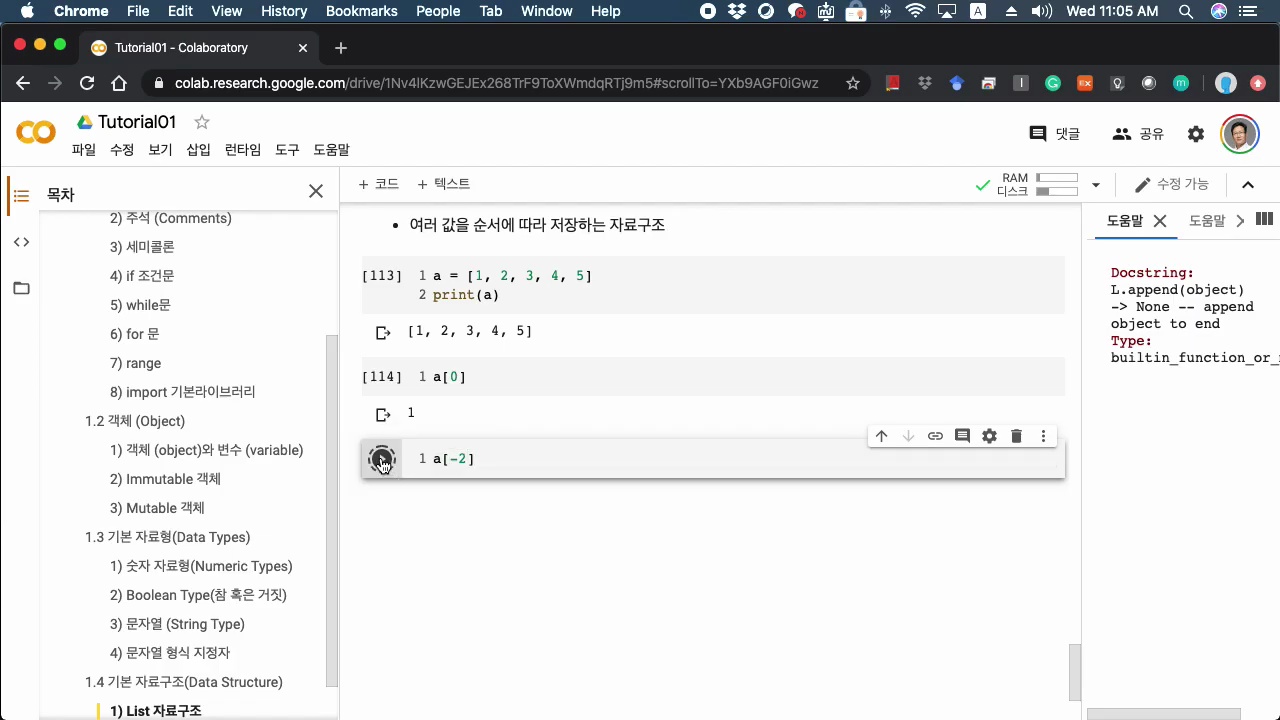 Chrome File Edit View History Bookmarks People Tab Window Help Wed 11:05 AM
Tutorial01 - Colaboratory
colab.research.google.com/drive/1Nv4lKzwGEJEx268TrF9ToXWmdqRTj9m5#scrollTo=YXb9AGF0iGwz
Tutorial01
파일 수정 보기 삽입 런타임 도구 도움말
댓글 공유
목차
+ 코드 + 텍스트
RAM
디스크
수정 가능
2) 주석 (Comments)
3) 세미콜론
4) if 조건문
5) while문
6) for 문
7) range
8) import 기본라이브러리
1.2 객체 (Object)
1) 객체 (object)와 변수 (variable)
2) Immutable 객체
3) Mutable 객체
1.3 기본 자료형(Data Types)
1) 숫자 자료형(Numeric Types)
2) Boolean Type(참 혹은 거짓)
3) 문자열 (String Type)
4) 문자열 형식 지정자
1.4 기본 자료구조(Data Structure)
1) List 자료구조
• 여러 값을 순서에 따라 저장하는 자료구조
[113] 1 a = [1, 2, 3, 4, 5]
2 print(a)
[1, 2, 3, 4, 5]
[114] 1 a[0]
1
1 a[-2]
도움말 도움말
Docstring:
L.append(object)
-> None -- append
object to end
Type:
builtin_function_or_